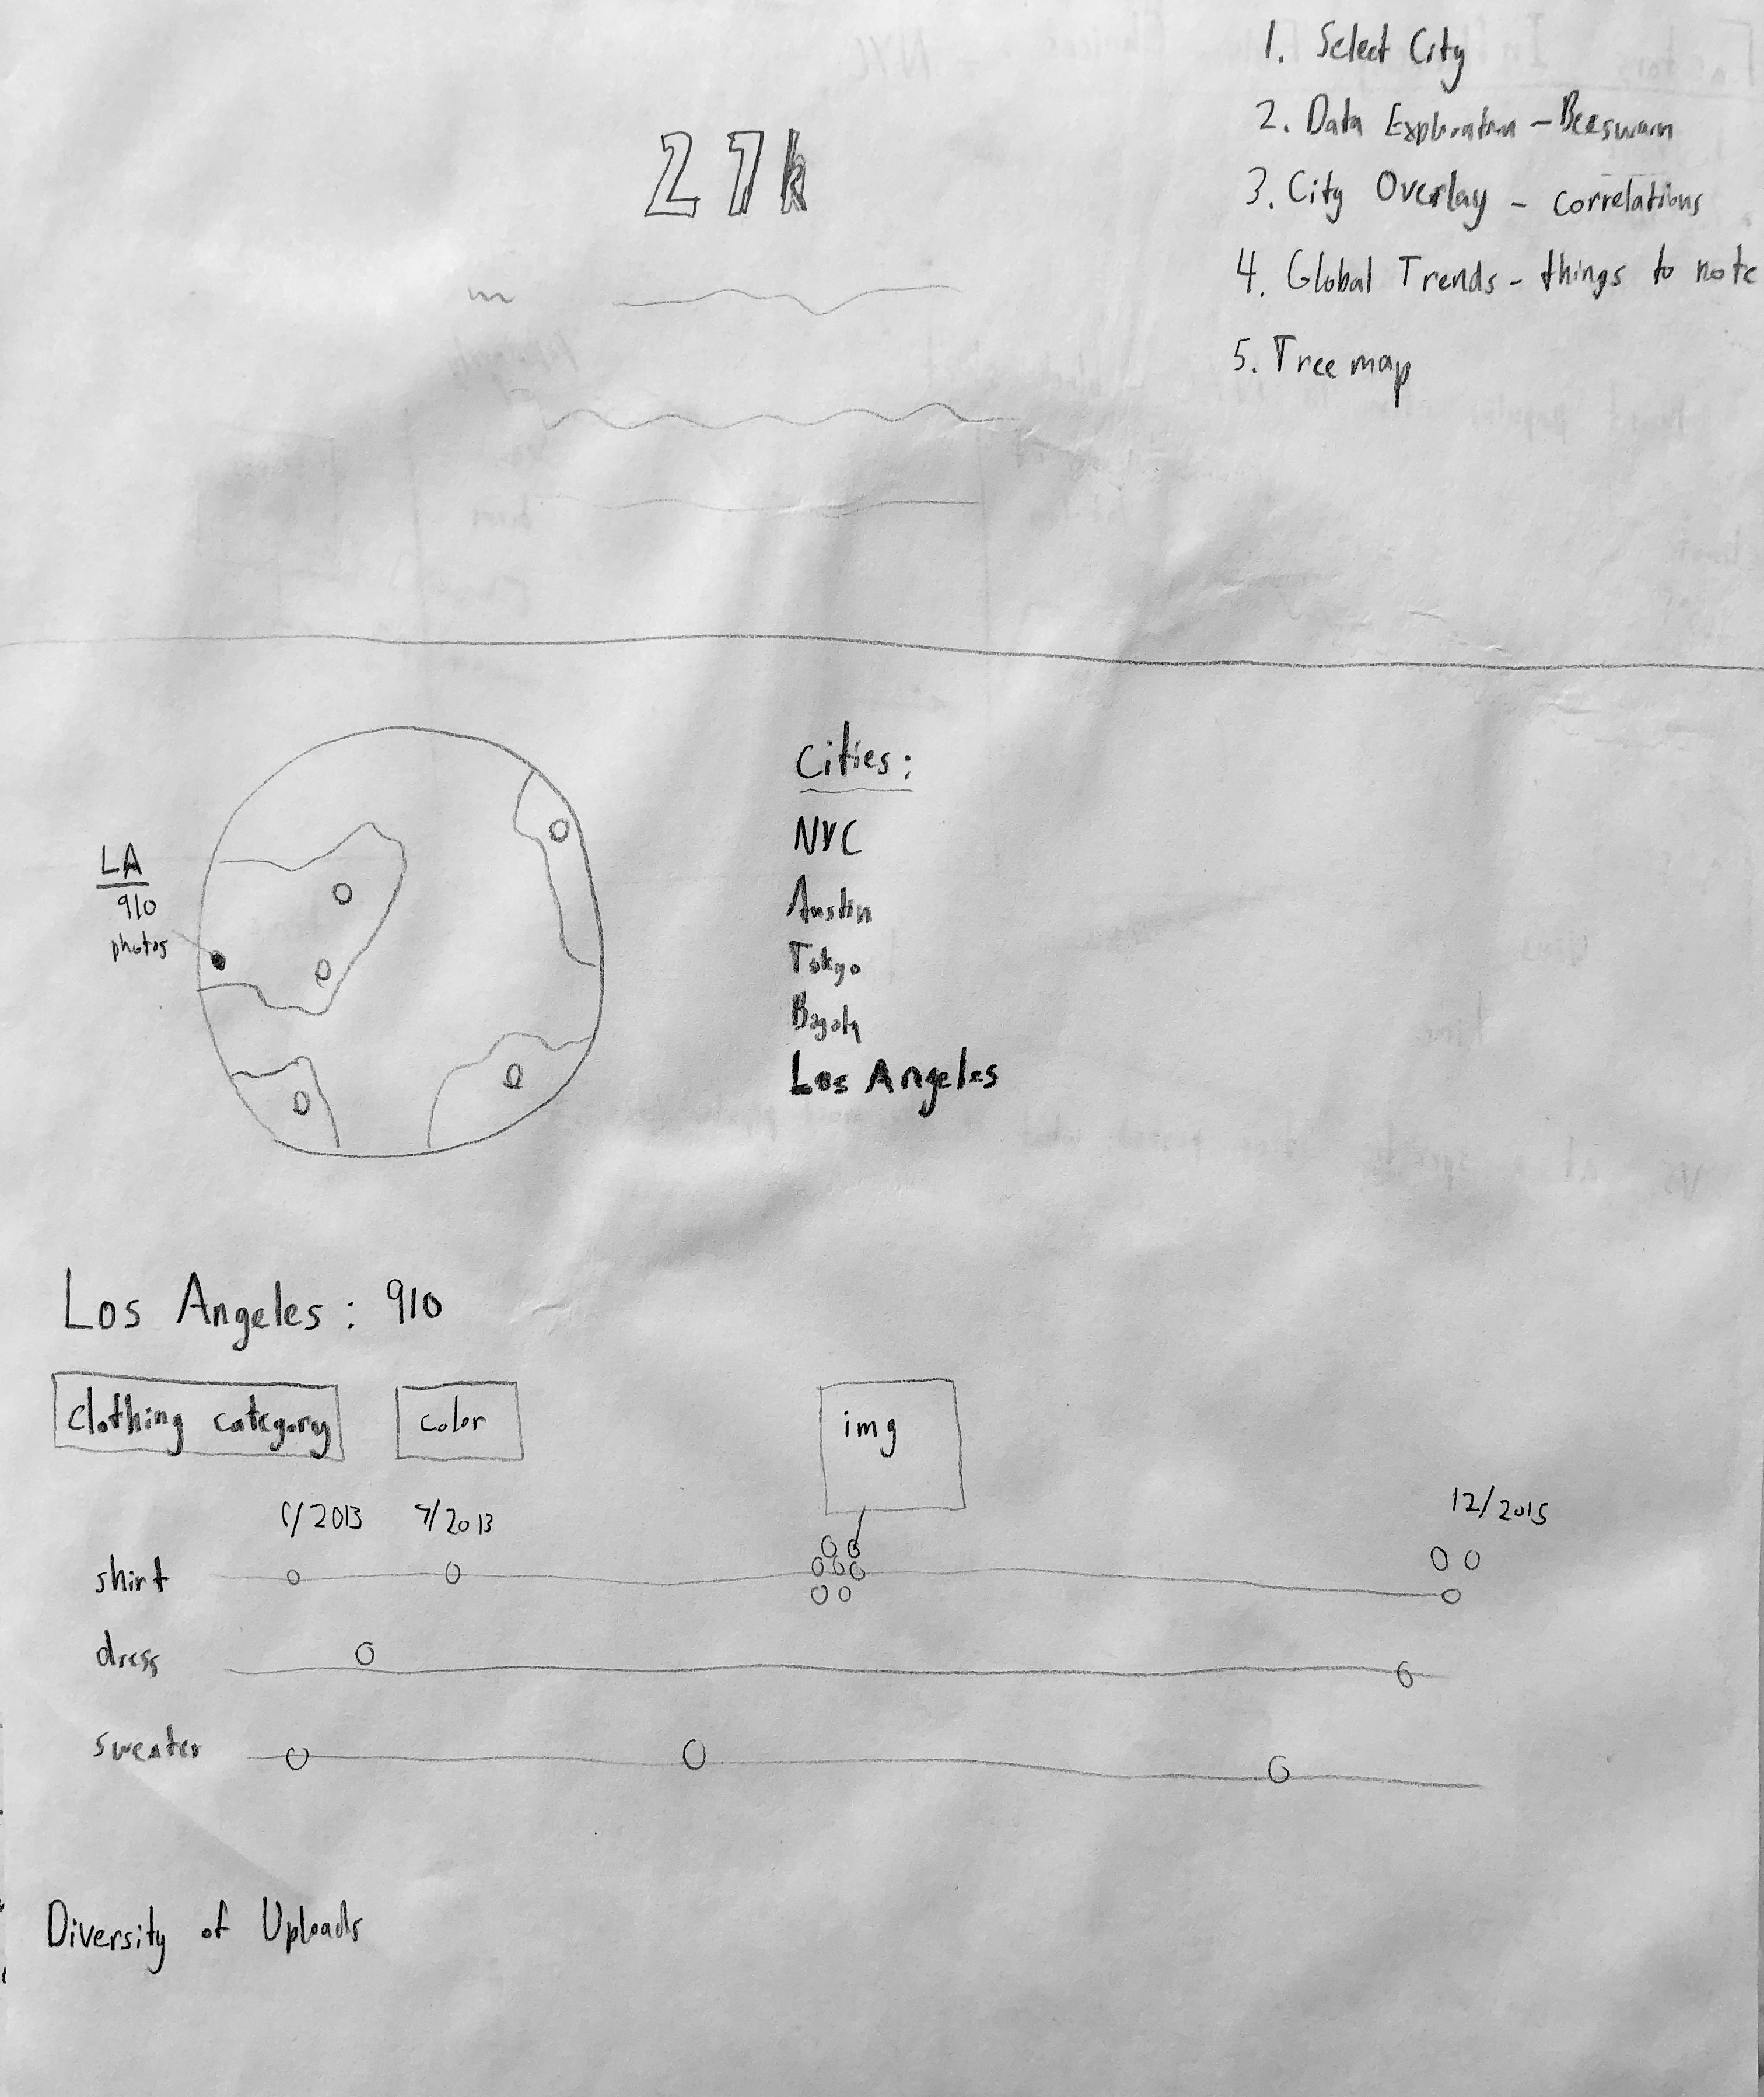 1. Select City
2. Data Exploration - Beeswarm
3. City Overlay - correlations
4. Global Trends - things to note
5. Tree map
27k
Cities:
NYC
Austin
Tokyo
Bogota
Los Angeles
LA
910
photos
Los Angeles: 910
clothing category
color
img
1/2013
7/2013
12/2015
shirt
dress
sweater
Diversity of Uploads